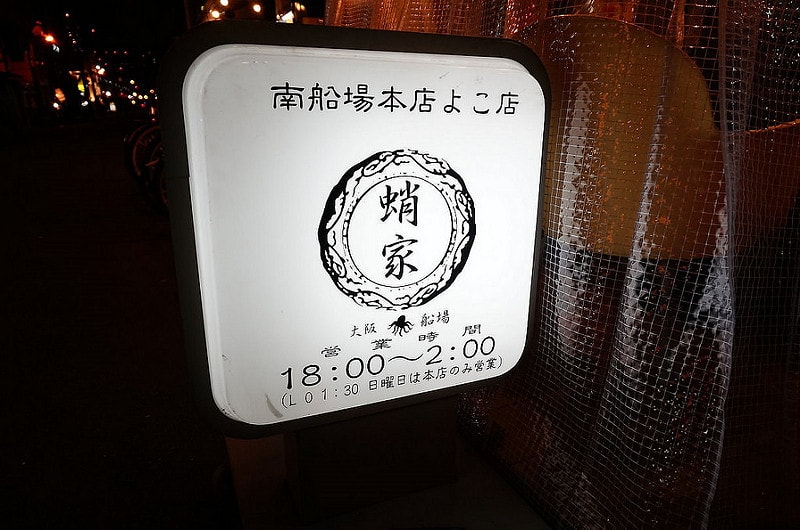 南船場本店よこ店
蛸
家
大阪 船場
営業時間
18:00～2:00
(LO1:30 日曜日は本店のみ営業)